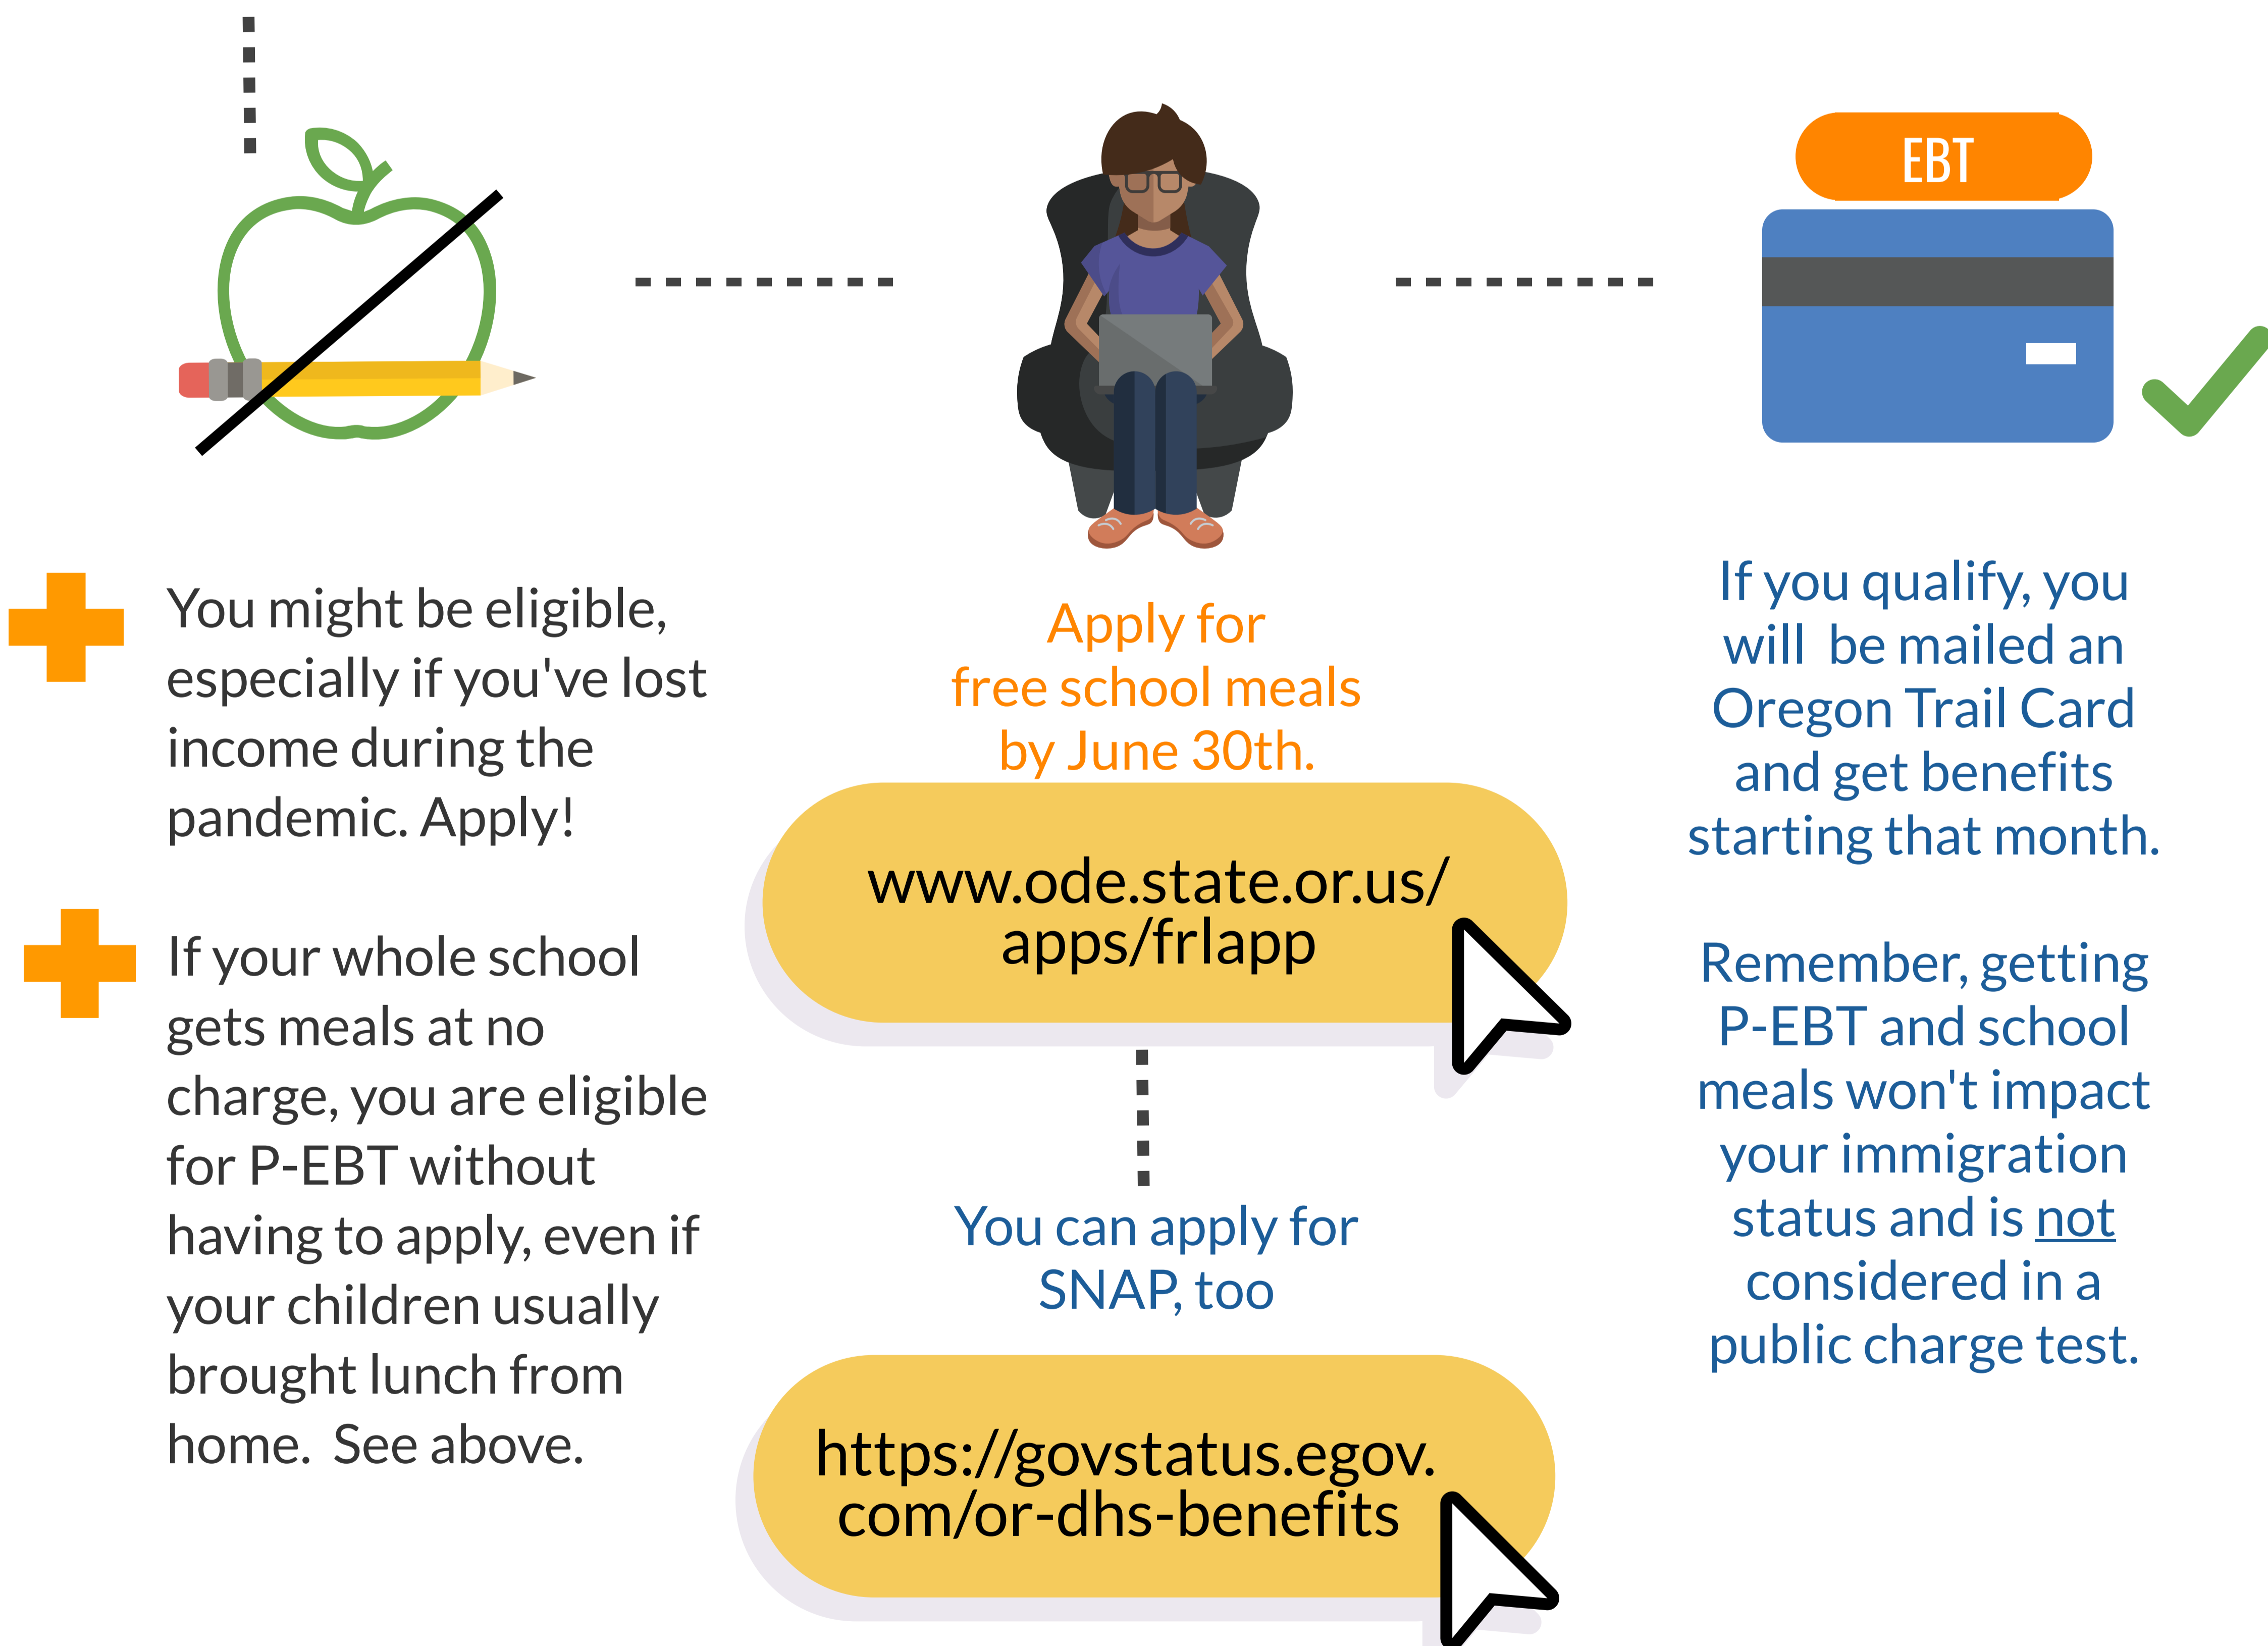 You might be eligible,
especially if you've lost
income during the
pandemic. Apply!
If your whole school
gets meals at no
charge, you are eligible
for P-EBT without
having to apply, even if
your children usually
brought lunch from
home.  See above.
Apply for
free school meals
by June 30th.
www.ode.state.or.us/
apps/frlapp
You can apply for
SNAP, too
https://govstatus.egov.
com/or-dhs-benefits
EBT
If you qualify, you
will  be mailed an
Oregon Trail Card
and get benefits
starting that month.
Remember, getting
P-EBT and school
meals won't impact
your immigration
status and is not
considered in a
public charge test.